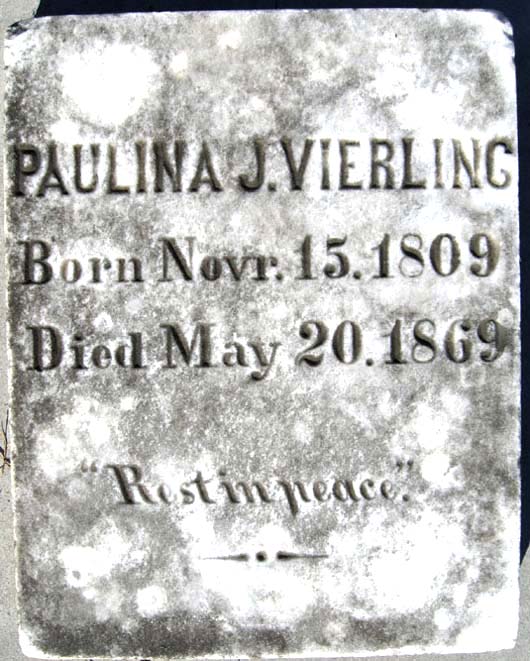 PAULINA J. VIERLING
Born Novr. 15. 1809
Died May 20. 1869
"Rest in peace."